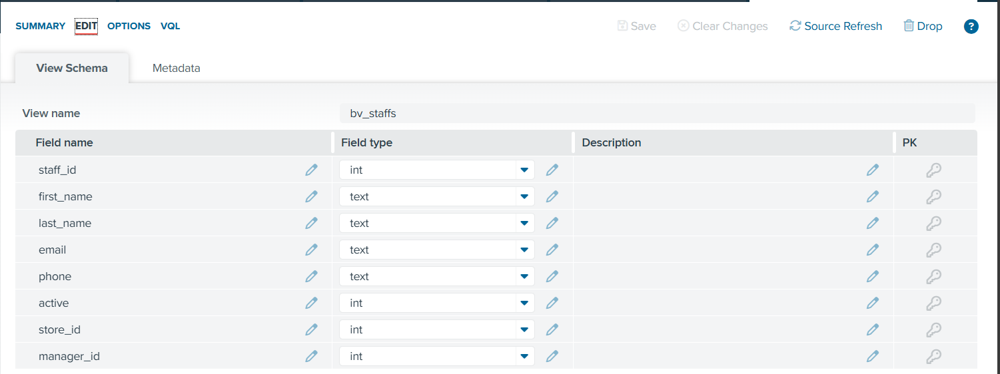 SUMMARY EDIT OPTIONS VQL Save Clear Changes Source Refresh Drop ?
View Schema Metadata
View name bv_staffs
Field name Field type Description PK
staff_id int
first_name text
last_name text
email text
phone text
active int
store_id int
manager_id int